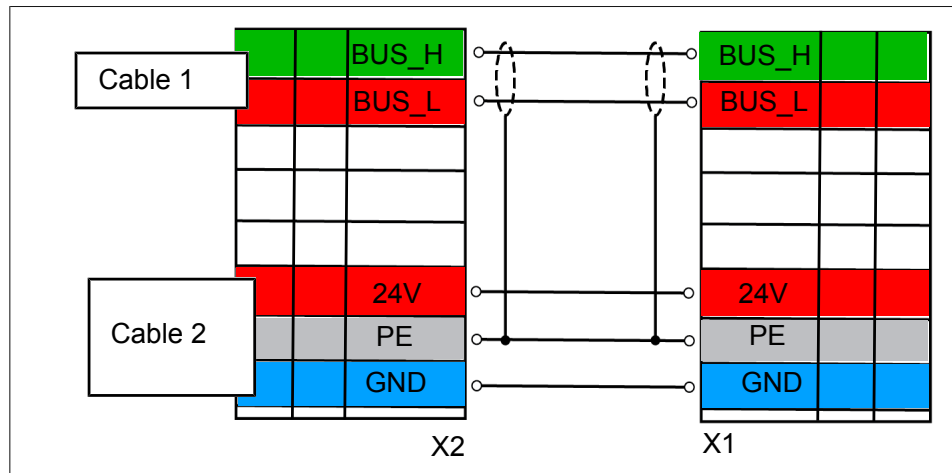 Cable 1
BUS_H
BUS_H
BUS_L
BUS_L
24V
24V
Cable 2
PE
PE
GND
GND
X2
X1